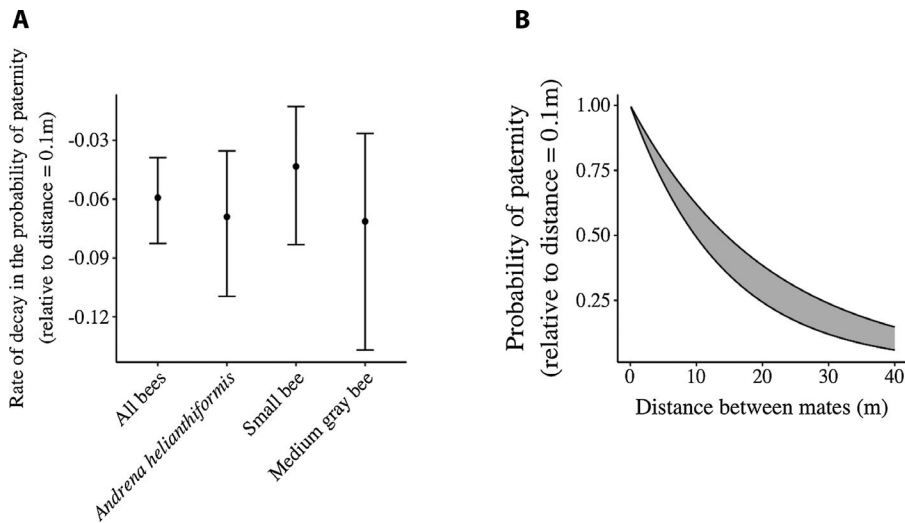 A
Rate of decay in the probability of paternity
(relative to distance = 0.1m)
-0.03
-0.06
-0.09
-0.12
All bees
Andrena helianthiformis
Small bee
Medium gray bee
B
Probability of paternity
(relative to distance = 0.1m)
1.00
0.75
0.50
0.25
0 10 20 30 40
Distance between mates (m)